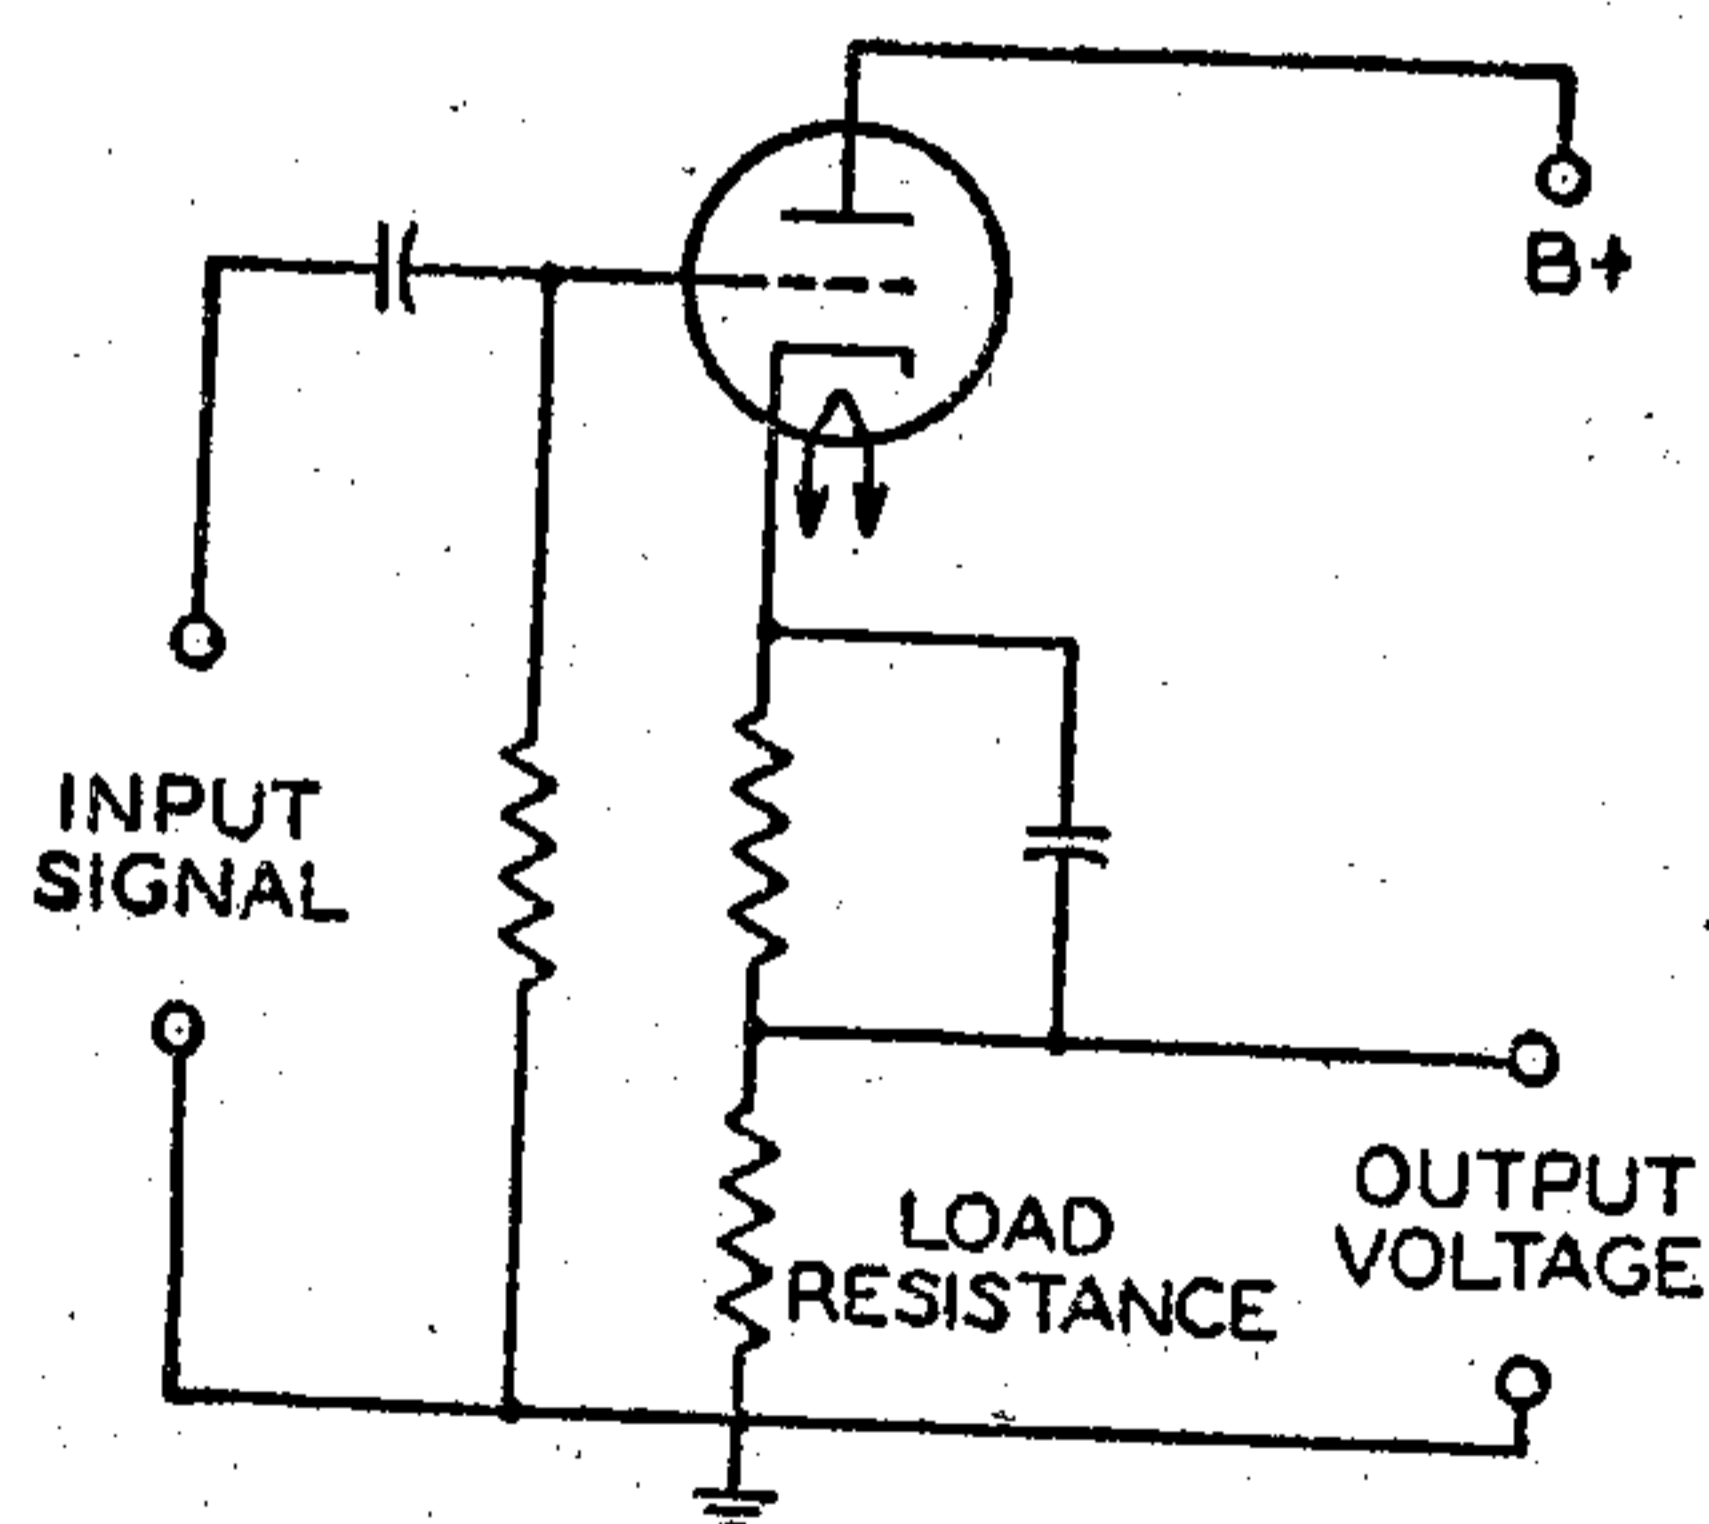 B+
INPUT
SIGNAL
LOAD
RESISTANCE
OUTPUT
VOLTAGE